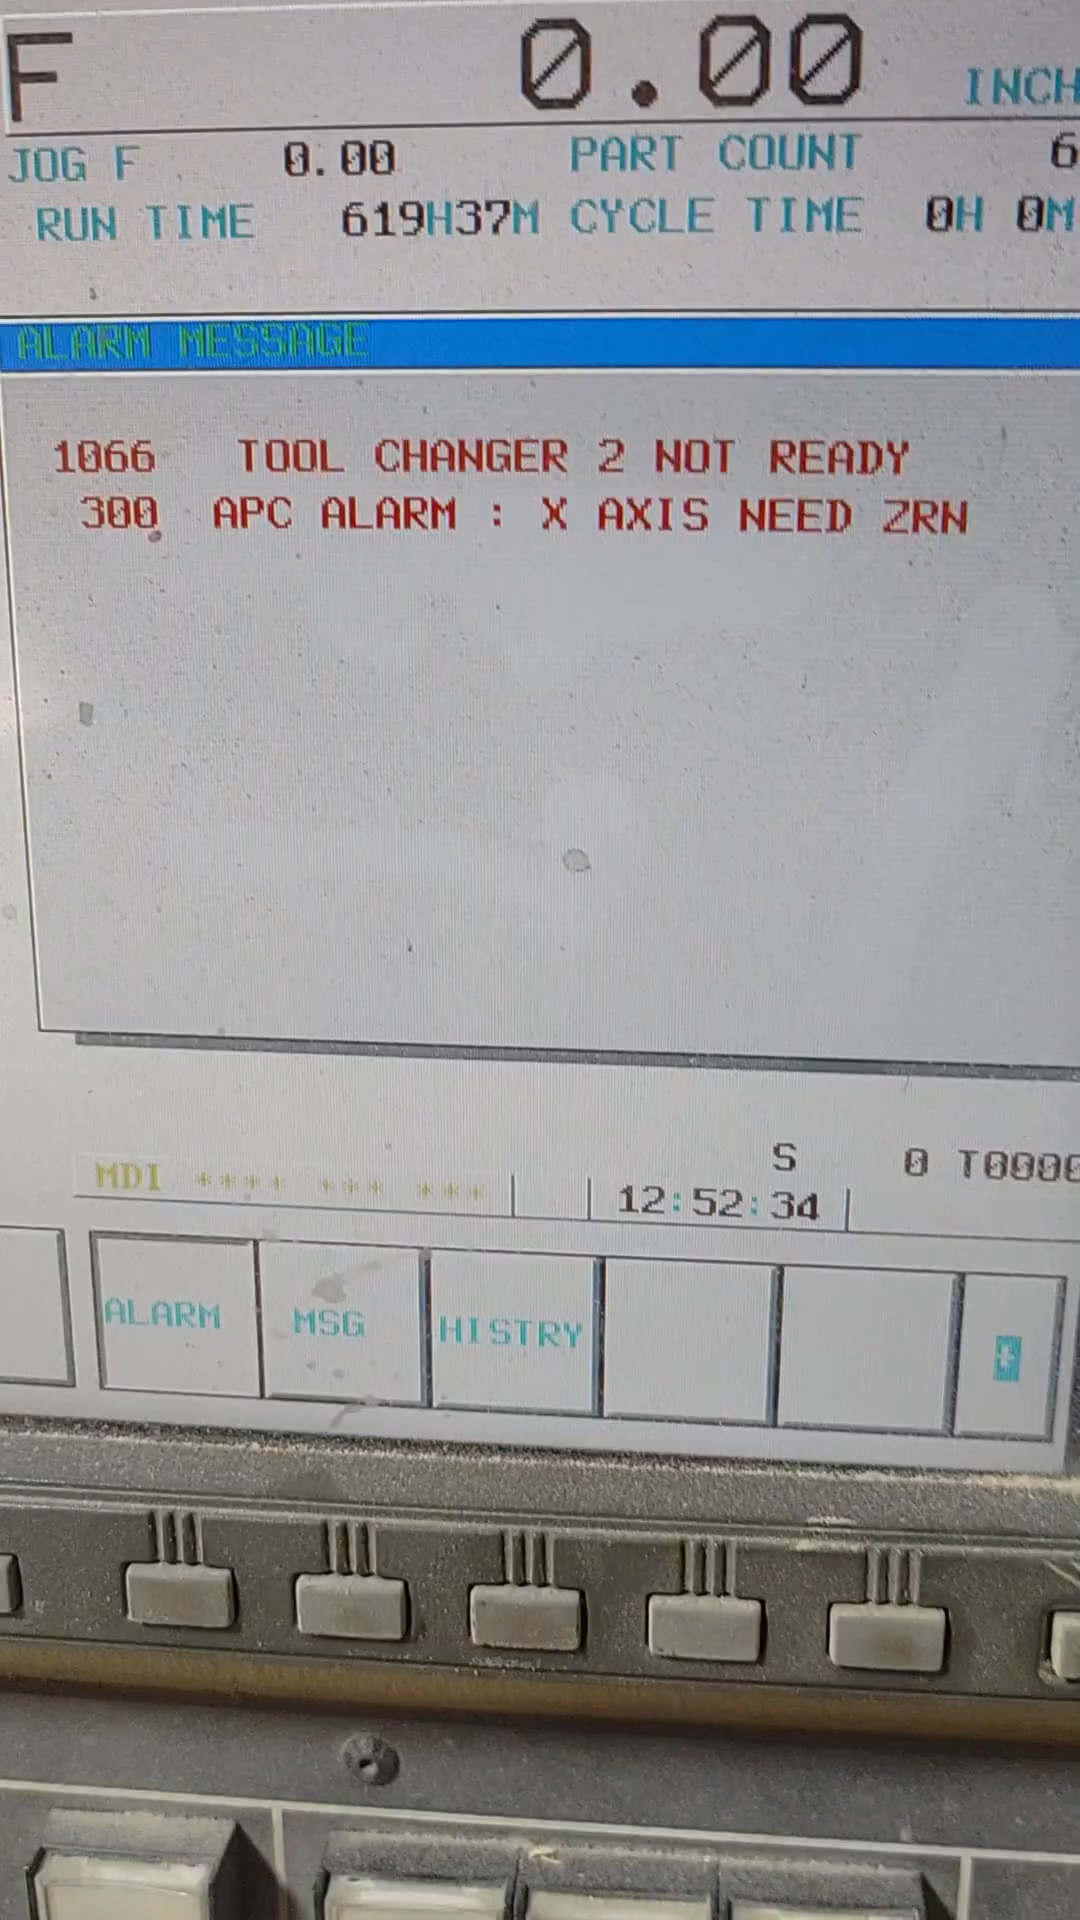 F 0.00 INCH
JOG F 0.00 PART COUNT 6
RUN TIME 619H37M CYCLE TIME 0H 0M
ALARM MESSAGE
1066 TOOL CHANGER 2 NOT READY
300 APC ALARM : X AXIS NEED ZRN
S 0 T0000
MDI **** *** *** 12:52:34
ALARM MSG HISTRY +